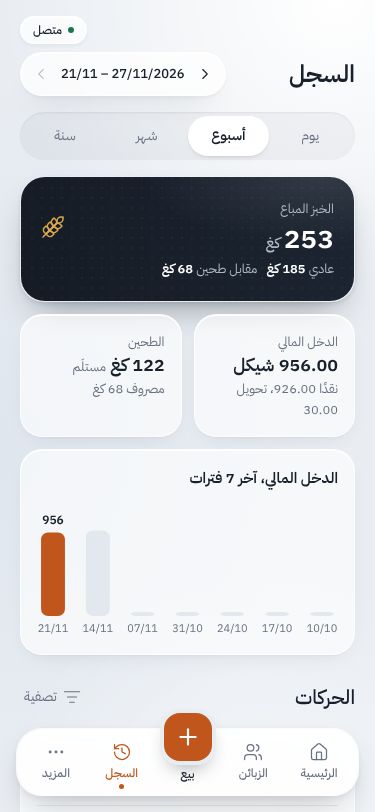 متصل
السجل
21/11 – 27/11/2026
يوم
أسبوع
شهر
سنة
الخبز المباع
253 كغ
عادي 185 كغ مقابل طحين 68 كغ
الدخل المالي
956.00 شيكل
نقدًا 926.00، تحويل
30.00
الطحين
122 كغ مستلَم
مصروف 68 كغ
الدخل المالي، آخر 7 فترات
956
10/10
17/10
24/10
31/10
07/11
14/11
21/11
الحركات
تصفية
الرئيسية
الزبائن
بيع
السجل
المزيد